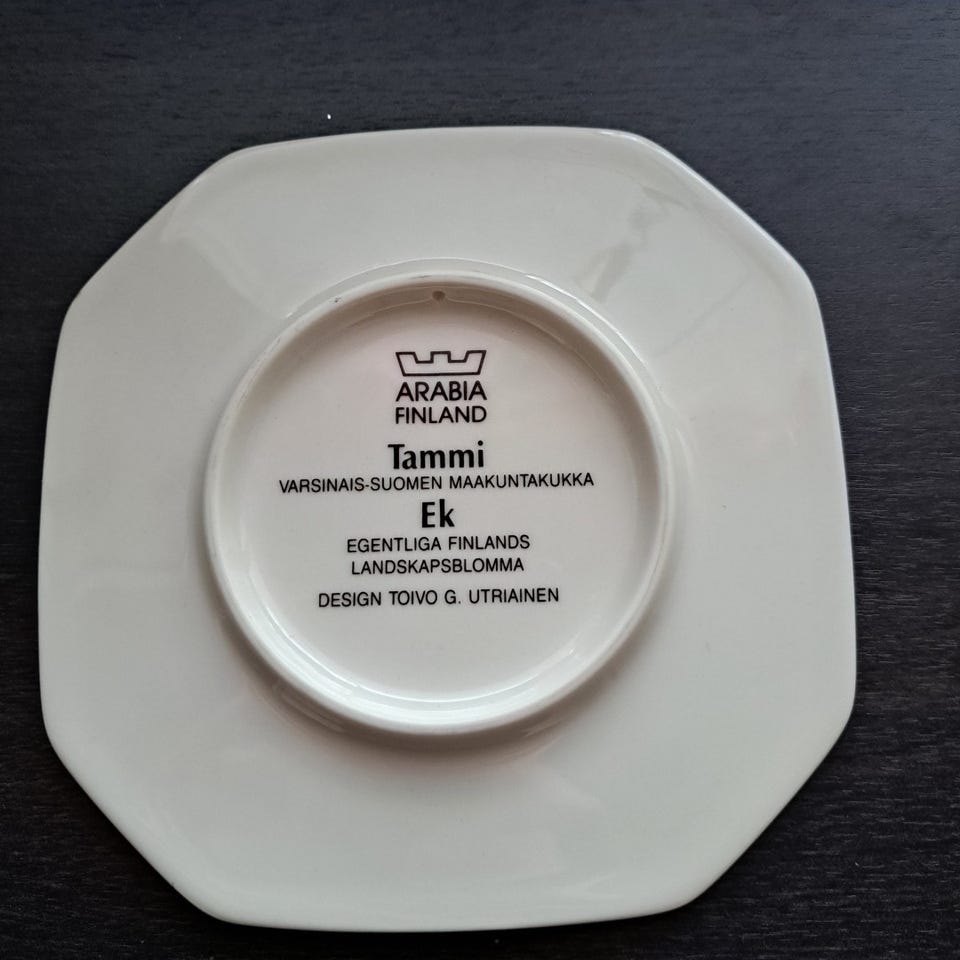 ARABIA
FINLAND
Tammi
VARSINAIS-SUOMEN MAAKUNTAKUKKA
Ek
EGENTLIGA FINLANDS
LANDSKAPSBLOMMA
DESIGN TOIVO G. UTRIAINEN